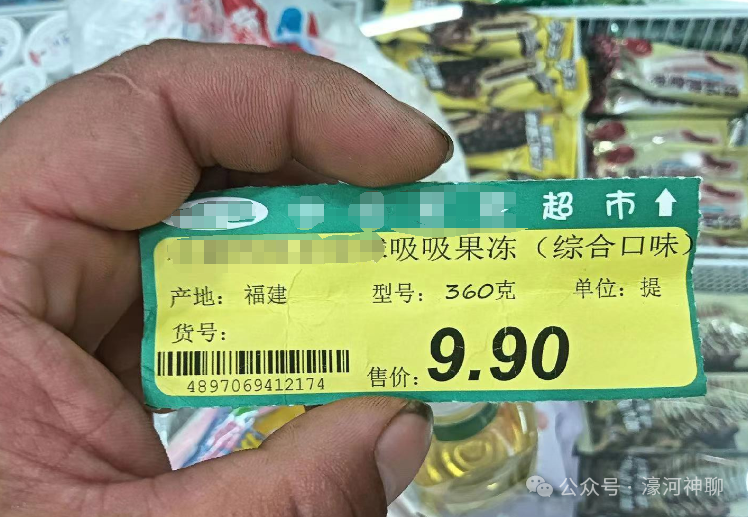 超市
吸吸果冻（综合口味）
产地：福建 型号：360克 单位：提
货号：
4897069412174 售价：9.90
公众号·濠河神聊